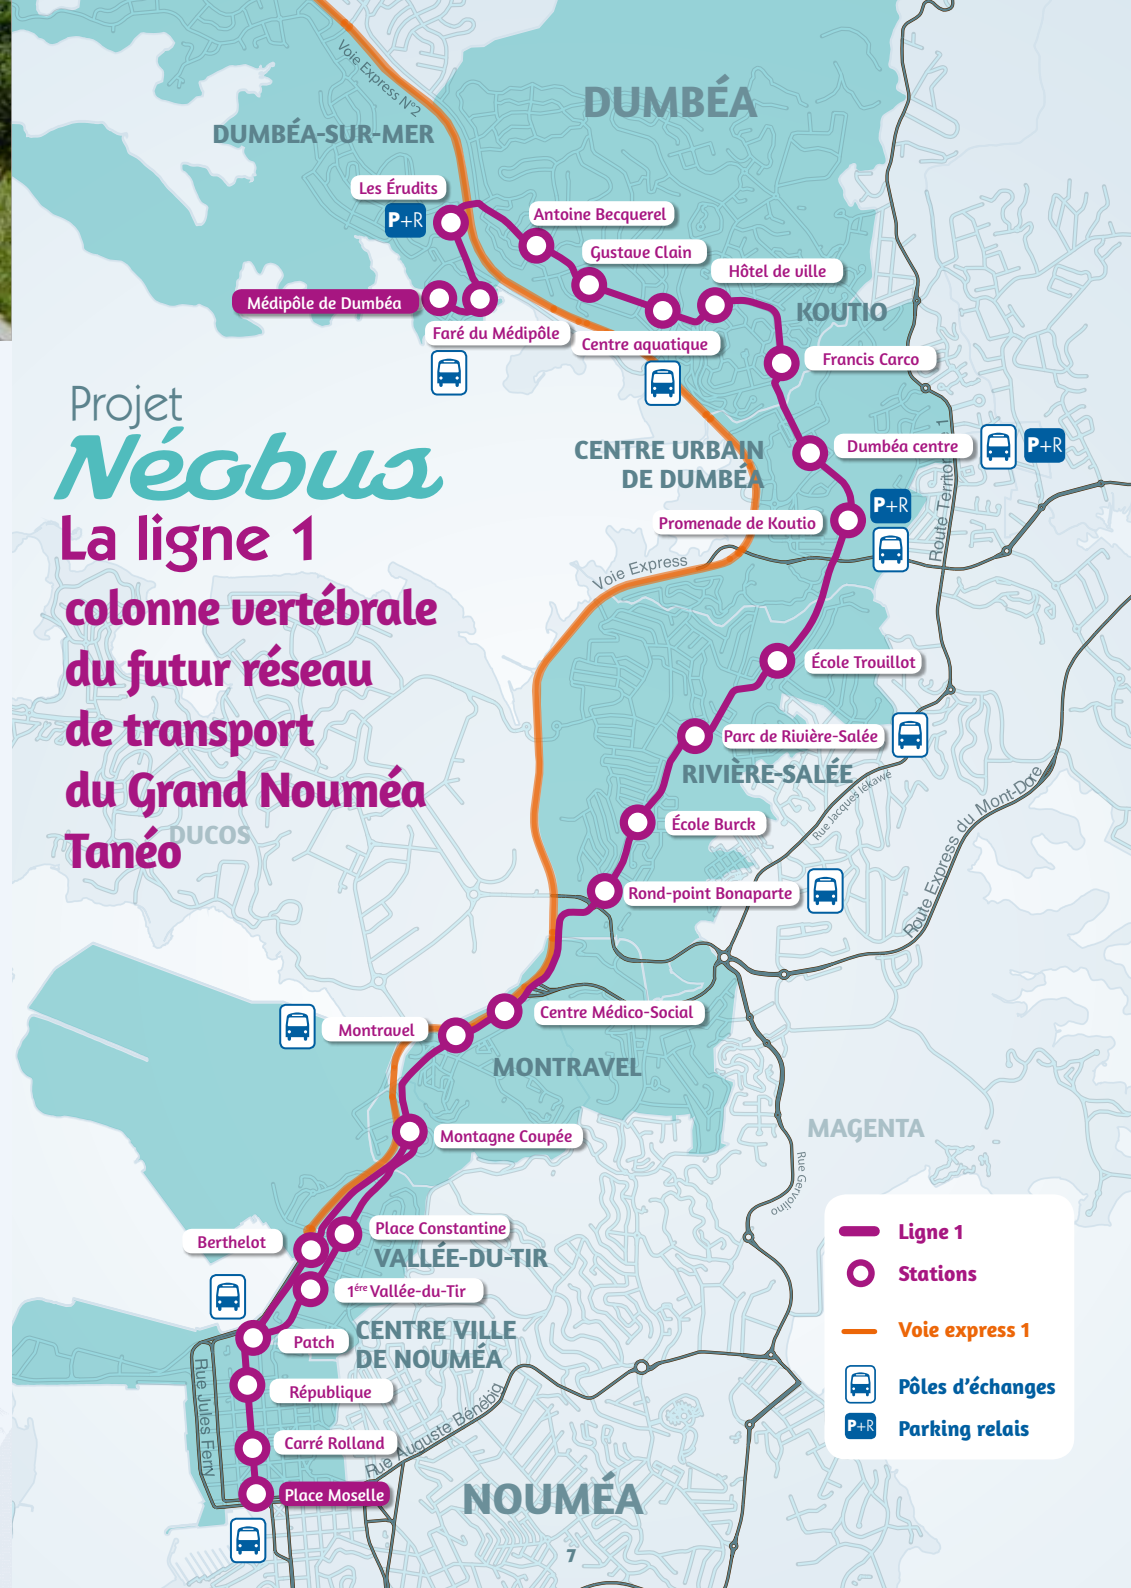 Voie Express N°2
DUMBÉA
DUMBÉA-SUR-MER
Les Érudits
P+R
Antoine Becquerel
Gustave Clain
Hôtel de ville
Médipôle de Dumbéa
KOUTIO
Faré du Médipôle
Centre aquatique
Francis Carco
Projet
Néobus
La ligne 1
colonne vertébrale
du futur réseau
de transport
du Grand Nouméa
Tanéo
CENTRE URBAIN
DE DUMBÉA
Dumbéa centre
P+R
P+R
Promenade de Koutio
Voie Express
École Trouillot
Parc de Rivière-Salée
RIVIÈRE-SALÉE
Rue Jacques Iékawé
École Burck
DUCOS
Route Express du Mont-Dore
Rond-point Bonaparte
Centre Médico-Social
Montravel
MONTRAVEL
Montagne Coupée
MAGENTA
Rue Gervolino
Place Constantine
Berthelot
VALLÉE-DU-TIR
1ère Vallée-du-Tir
Patch
CENTRE VILLE
DE NOUMÉA
République
Rue Jules Ferry
Carré Rolland
Rue Auguste Bénébig
Place Moselle
NOUMÉA
Ligne 1
Stations
Voie express 1
Pôles d'échanges
P+R
Parking relais
7